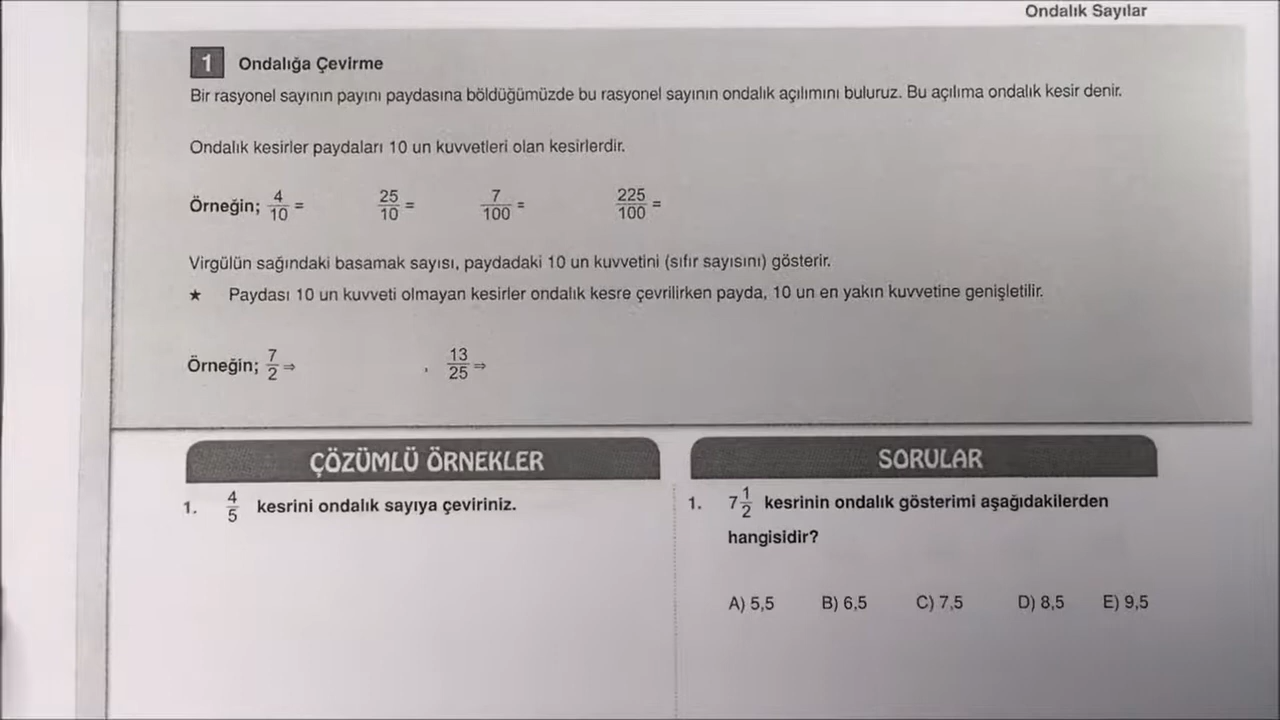 Ondalık Sayılar
1 Ondalığa Çevirme
Bir rasyonel sayının payını paydasına böldüğümüzde bu rasyonel sayının ondalık açılımını buluruz. Bu açılıma ondalık kesir denir.
Ondalık kesirler paydaları 10 un kuvvetleri olan kesirlerdir.
Örneğin; 4/10 = 25/10 = 7/100 = 225/100 =
Virgülün sağındaki basamak sayısı, paydadaki 10 un kuvvetini (sıfır sayısını) gösterir.
★ Paydası 10 un kuvveti olmayan kesirler ondalık kesre çevrilirken payda, 10 un en yakın kuvvetine genişletilir.
Örneğin; 7/2 ⇒ , 13/25 ⇒
ÇÖZÜMLÜ ÖRNEKLER
1. 4/5 kesrini ondalık sayıya çeviriniz.
SORULAR
1. 7 1/2 kesrinin ondalık gösterimi aşağıdakilerden
hangisidir?
A) 5,5 B) 6,5 C) 7,5 D) 8,5 E) 9,5